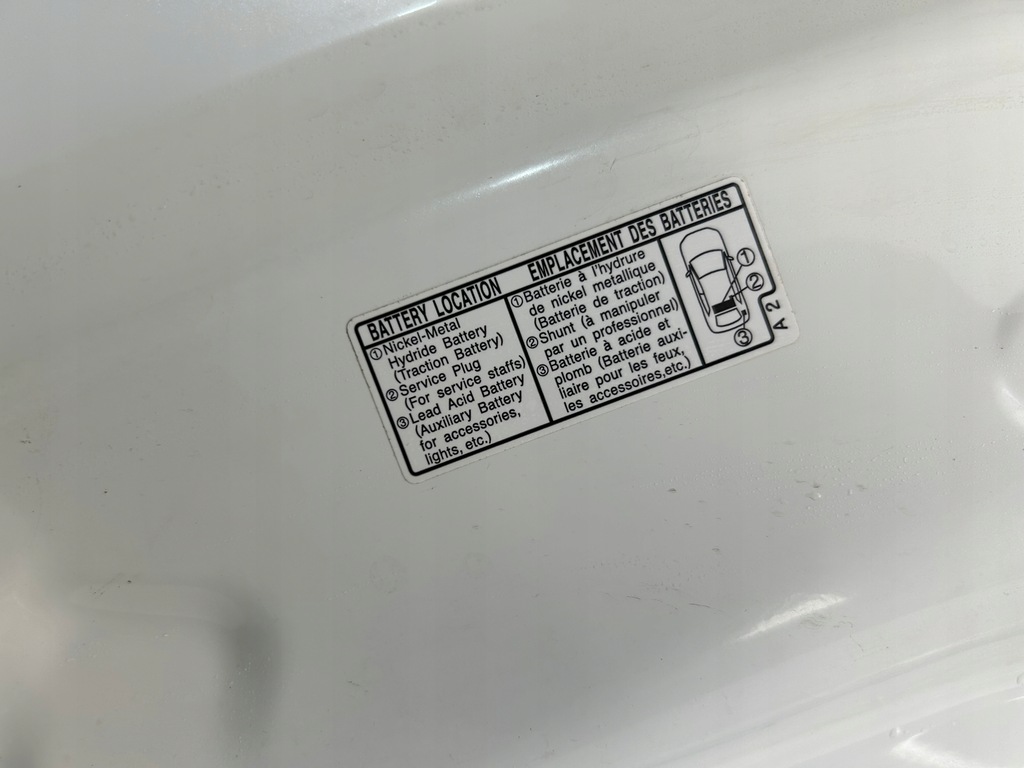 BATTERY LOCATION EMPLACEMENT DES BATTERIES
①Nickel-Metal
Hydride Battery
(Traction Battery)
②Service Plug
(For service staffs)
③Lead Acid Battery
(Auxiliary Battery
for accessories,
lights, etc.)
①Batterie à l'hydrure
de nickel metallique
(Batterie de traction)
②Shunt (à manipuler
par un professionnel)
③Batterie à acide et
plomb (Batterie auxi-
liaire pour les feux,
les accessoires,etc.)
①
②
③
A 2